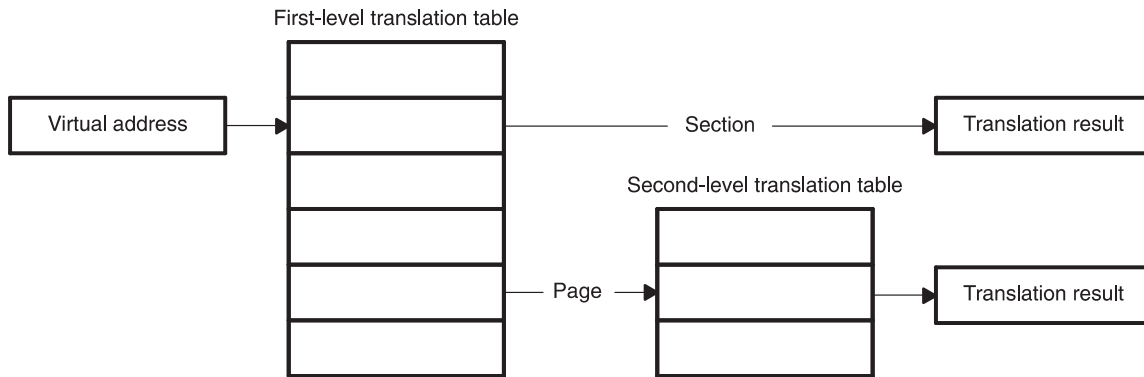 First-level translation table
Virtual address
Section
Translation result
Second-level translation table
Page
Translation result